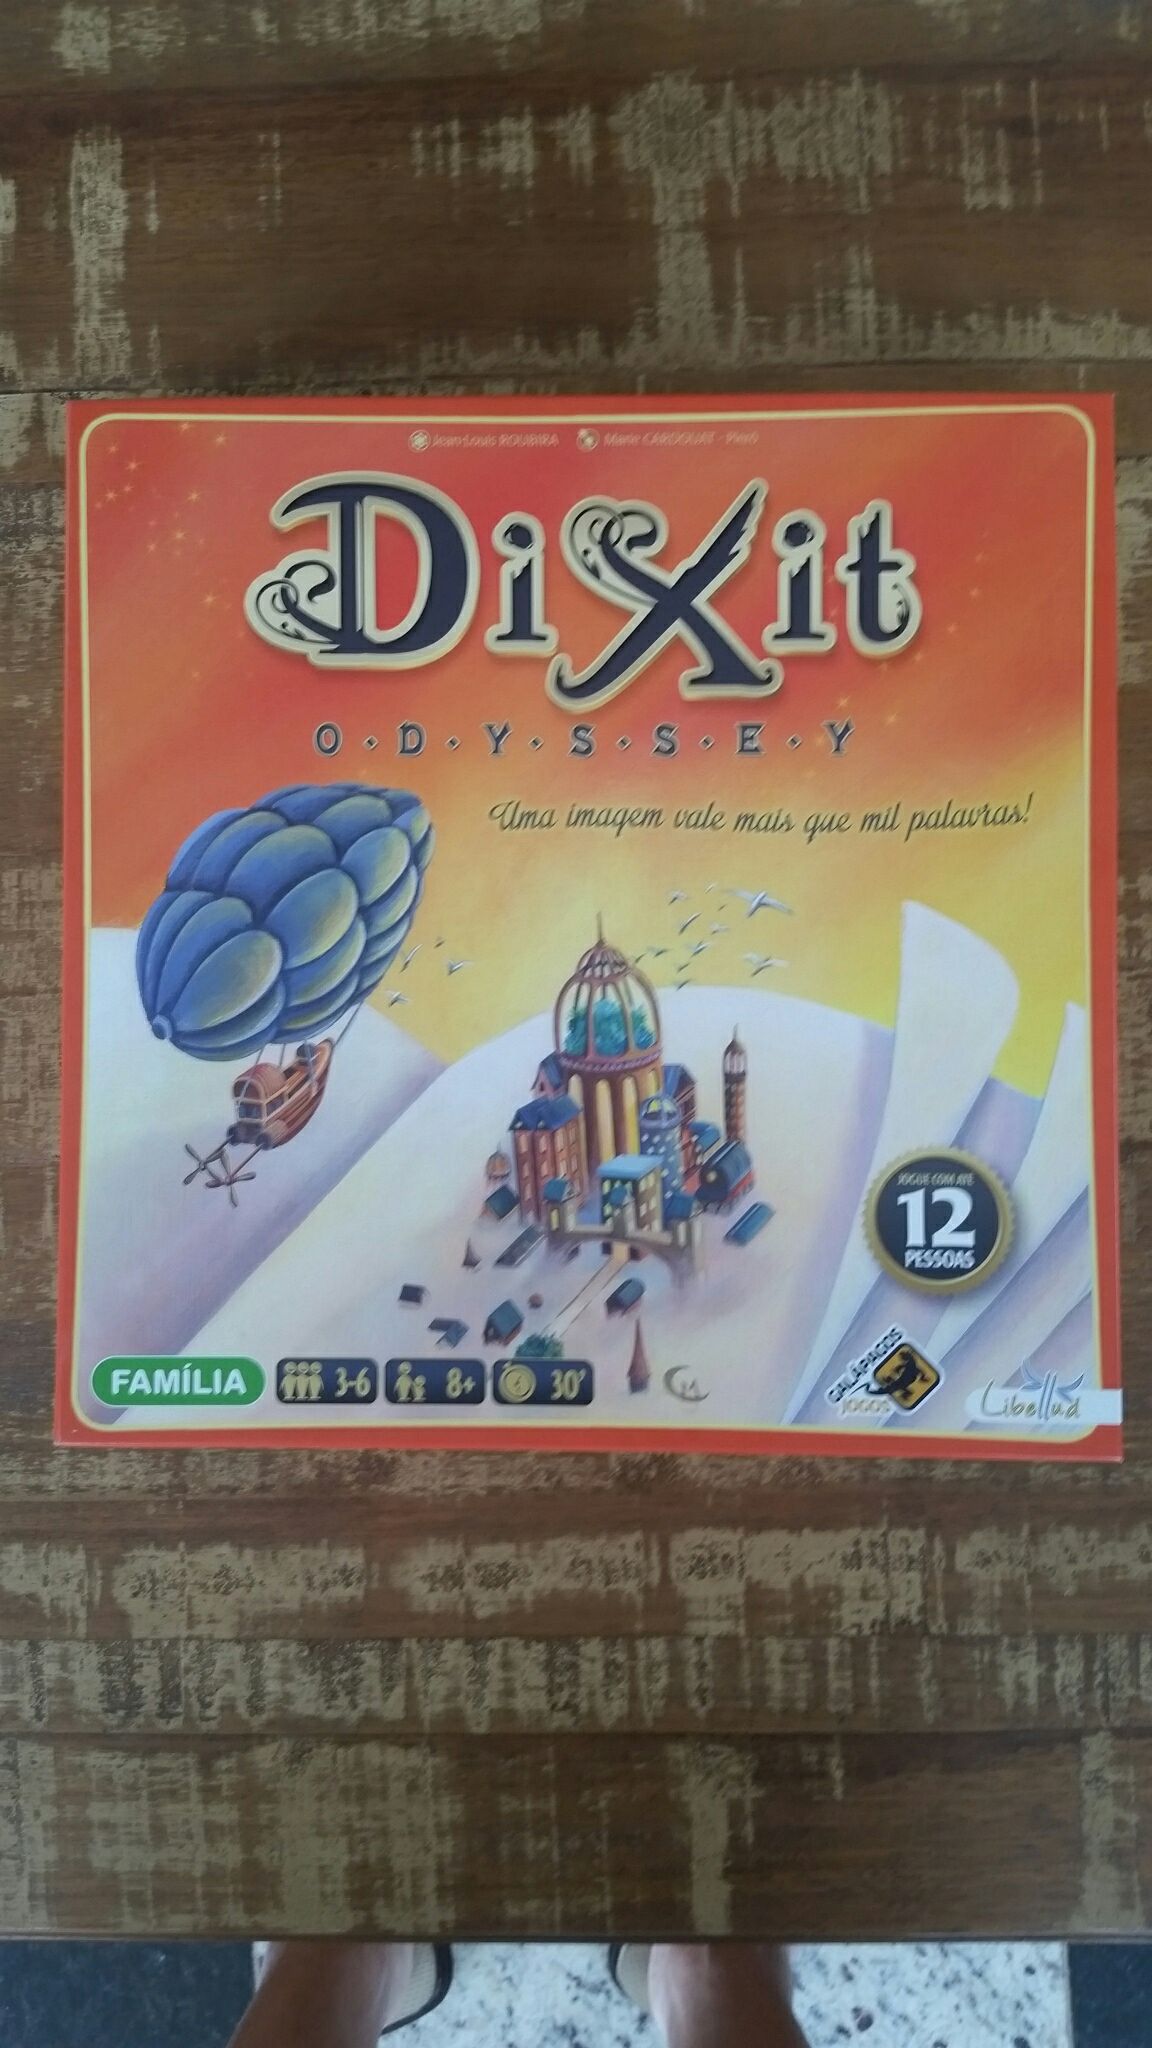 Jean-Louis ROUBIRA Marie CARDOUAT - Piero
DiXit
O·D·Y·S·S·E·Y
Uma imagem vale mais que mil palavras!
JOGUE COM ATÉ
12
PESSOAS
FAMÍLIA 3-6 8+ 30'
GALÁPAGOS
JOGOS
Libellud